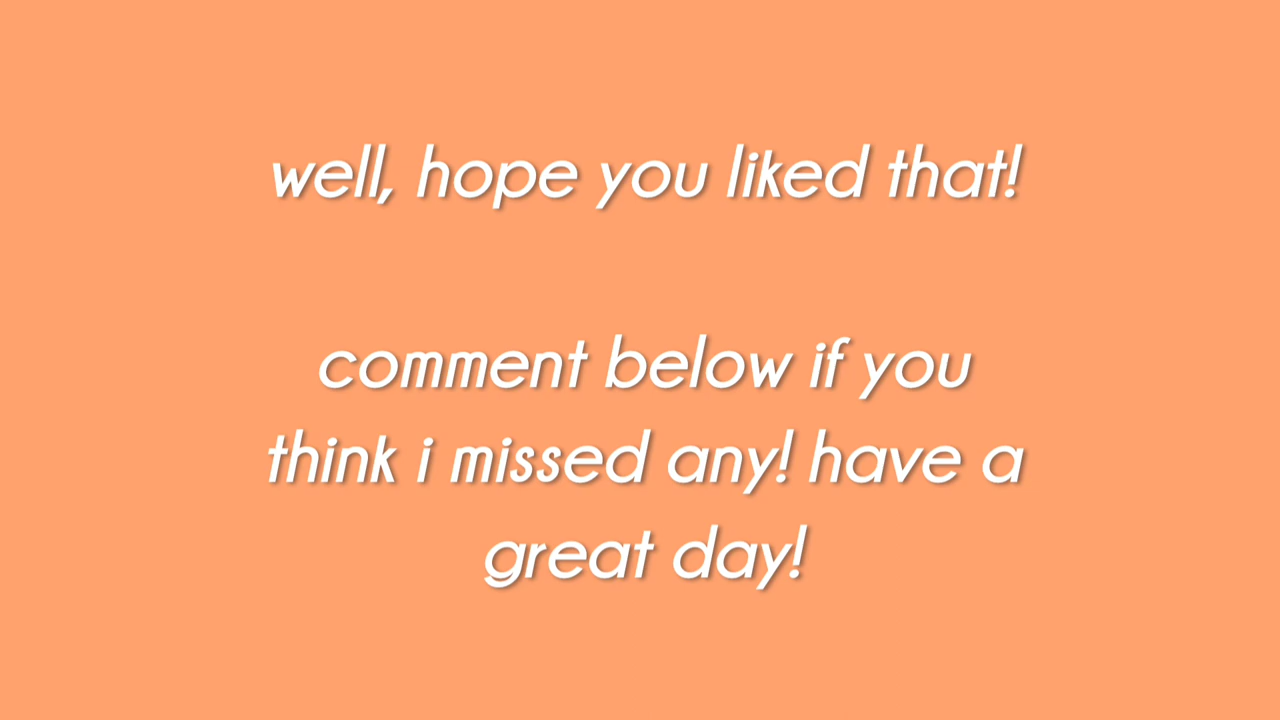 well, hope you liked that!
comment below if you
think i missed any! have a
great day!